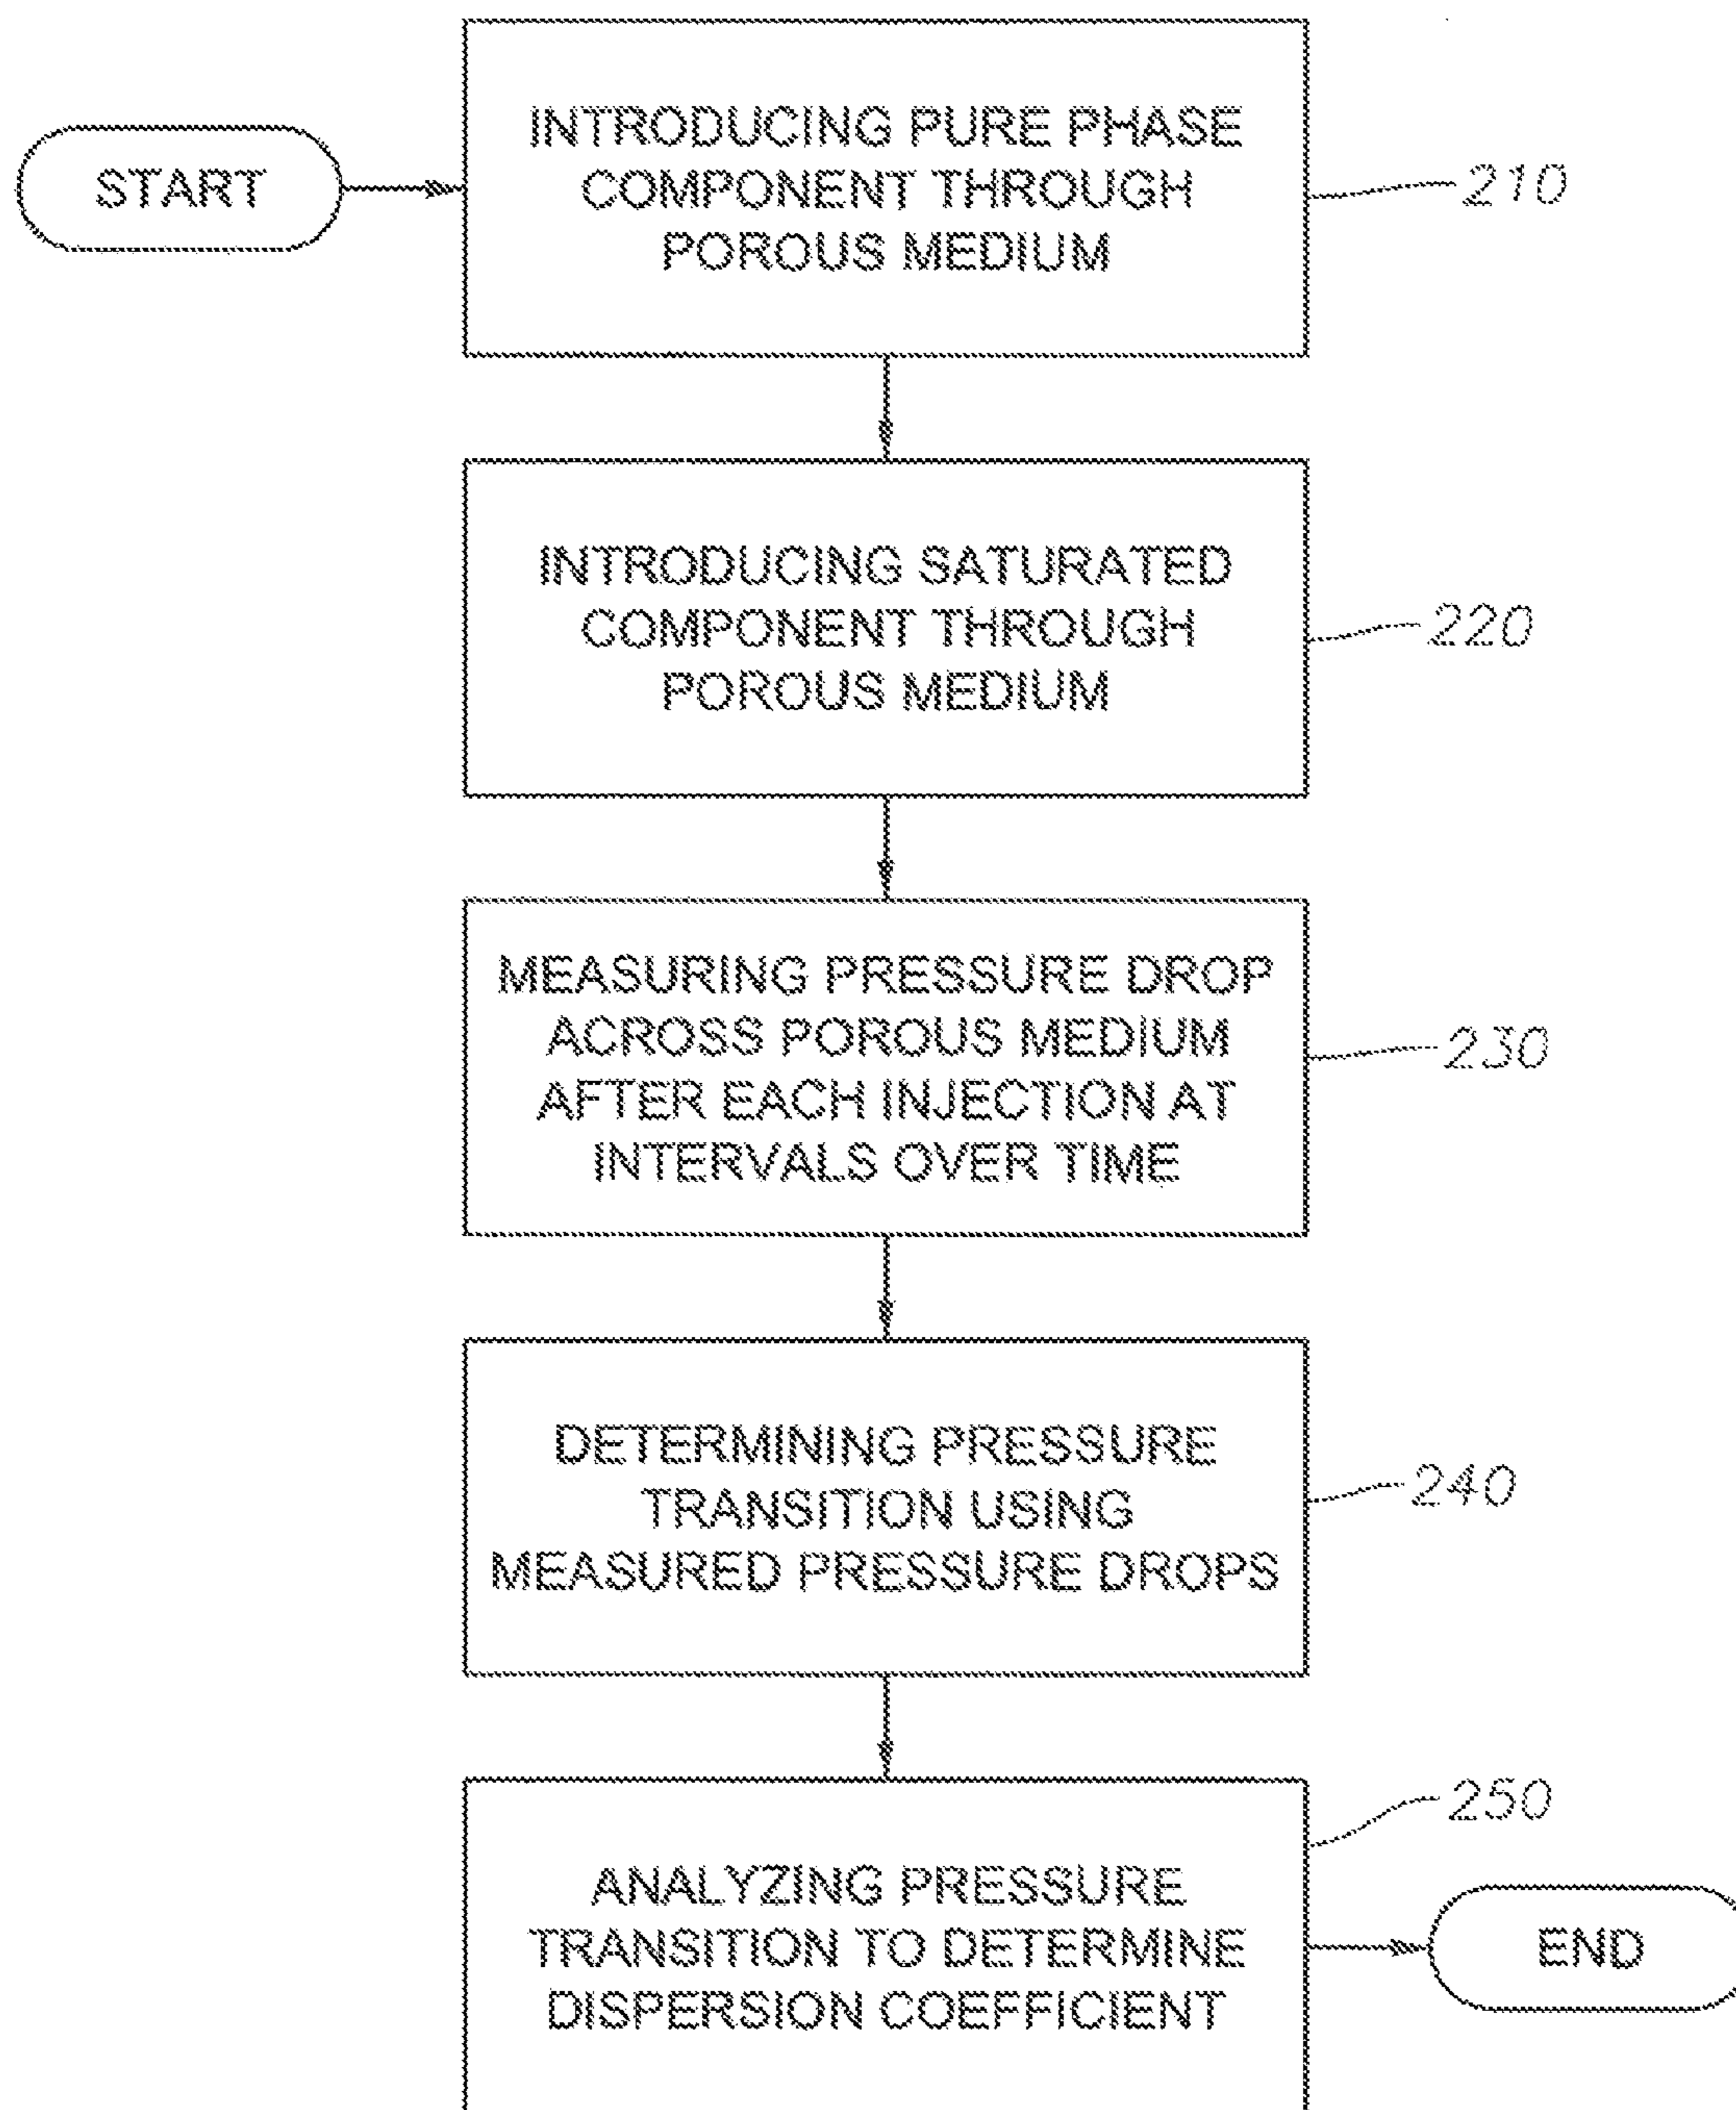 START
INTRODUCING PURE PHASE
COMPONENT THROUGH
POROUS MEDIUM
210
INTRODUCING SATURATED
COMPONENT THROUGH
POROUS MEDIUM
220
MEASURING PRESSURE DROP
ACROSS POROUS MEDIUM
AFTER EACH INJECTION AT
INTERVALS OVER TIME
230
DETERMINING PRESSURE
TRANSITION USING
MEASURED PRESSURE DROPS
240
ANALYZING PRESSURE
TRANSITION TO DETERMINE
DISPERSION COEFFICIENT
250
END